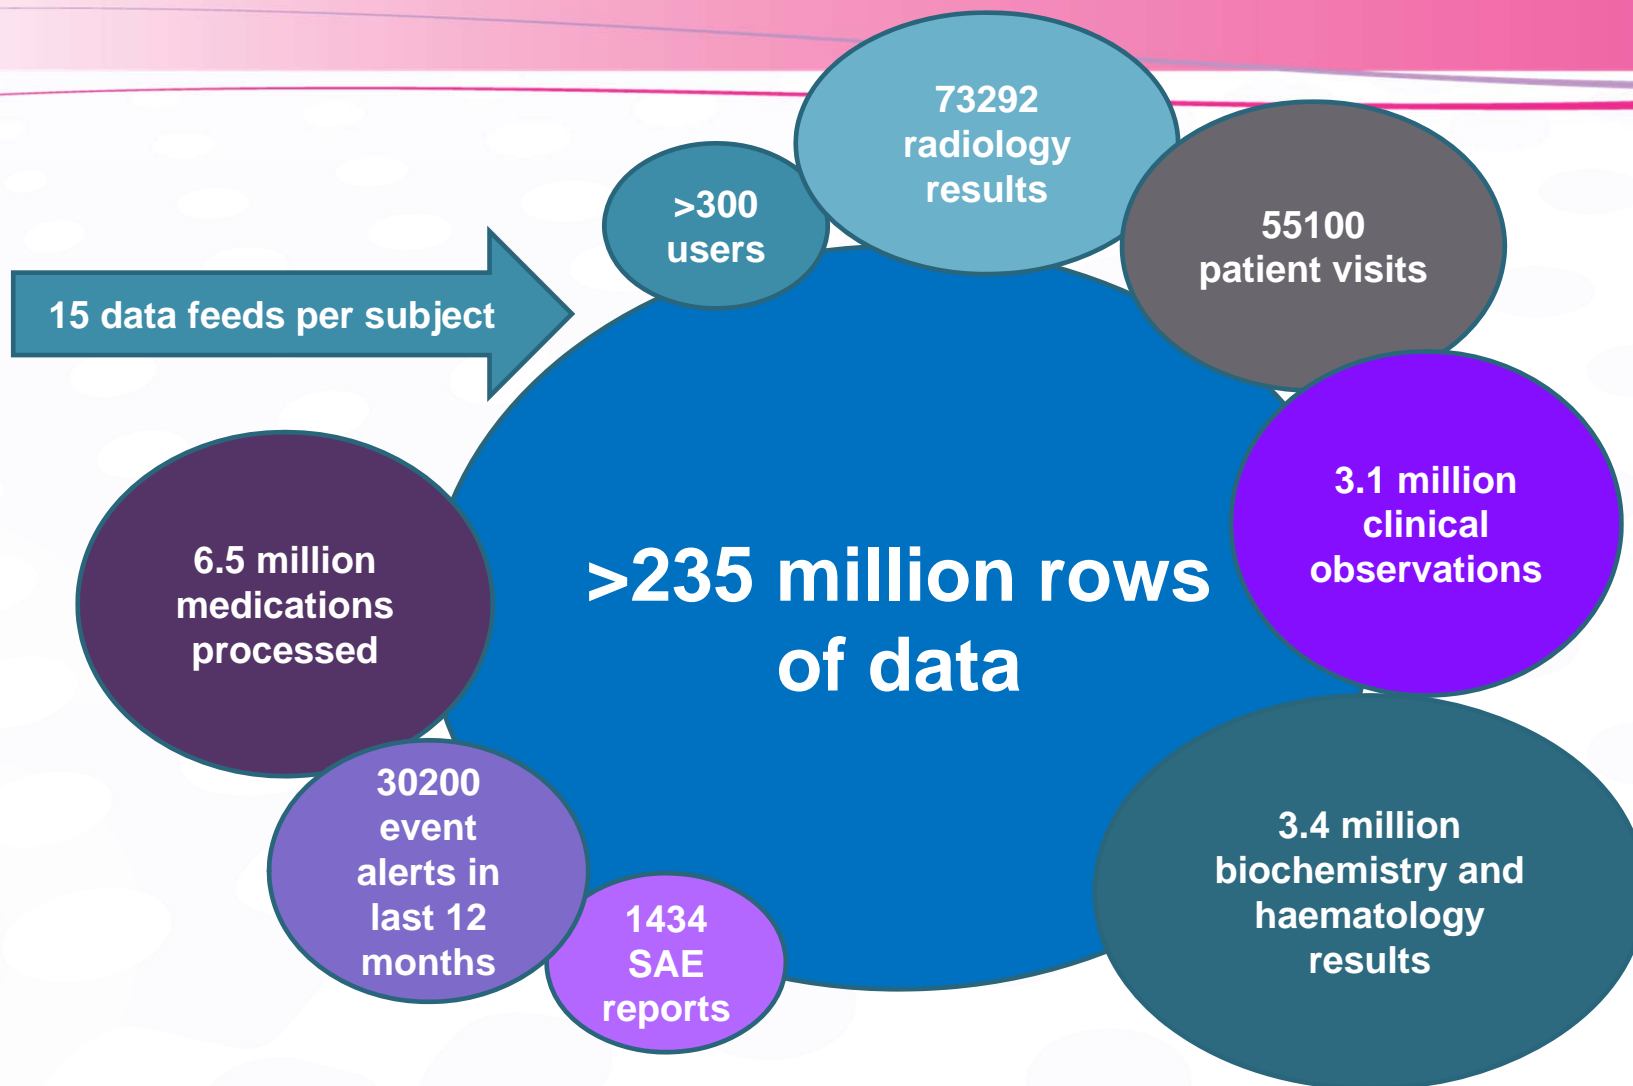 73292
radiology
results
>300
users
55100
patient visits
15 data feeds per subject
3.1 million
clinical
observations
6.5 million
medications
processed
>235 million rows
of data
30200
event
alerts in
last 12
months
3.4 million
biochemistry and
haematology
results
1434
SAE
reports